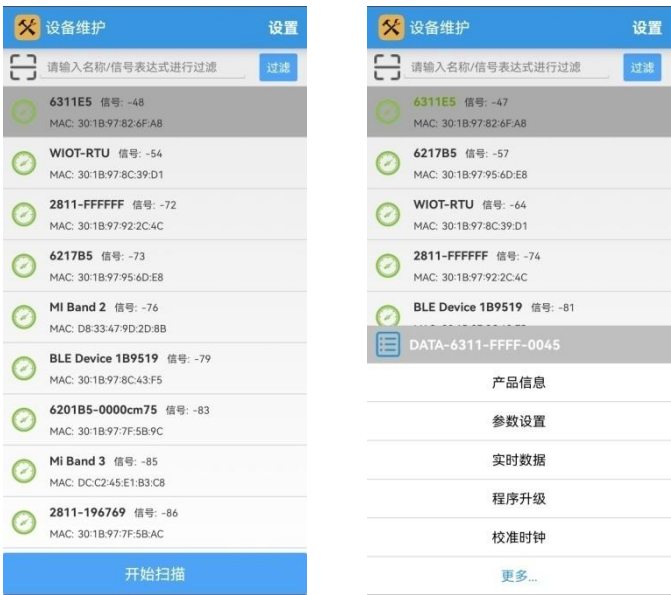 设备维护
设置
请输入名称/信号表达式进行过滤
过滤
6311E5 信号: -48
MAC: 30:1B:97:82:6F:A8
WIOT-RTU 信号: -54
MAC: 30:1B:97:8C:39:D1
2811-FFFFFF 信号: -72
MAC: 30:1B:97:92:2C:4C
6217B5 信号: -73
MAC: 30:1B:97:95:6D:E8
MI Band 2 信号: -76
MAC: D8:33:47:9D:2D:8B
BLE Device 1B9519 信号: -79
MAC: 30:1B:97:8C:43:F5
6201B5-0000cm75 信号: -83
MAC: 30:1B:97:7F:5B:9C
Mi Band 3 信号: -85
MAC: DC:C2:45:E1:B3:C8
2811-196769 信号: -86
MAC: 30:1B:97:7F:5B:AC
开始扫描
设备维护
设置
请输入名称/信号表达式进行过滤
过滤
6311E5 信号: -47
MAC: 30:1B:97:82:6F:A8
6217B5 信号: -57
MAC: 30:1B:97:95:6D:E8
WIOT-RTU 信号: -64
MAC: 30:1B:97:8C:39:D1
2811-FFFFFF 信号: -74
MAC: 30:1B:97:92:2C:4C
BLE Device 1B9519 信号: -81
DATA-6311-FFFF-0045
产品信息
参数设置
实时数据
程序升级
校准时钟
更多...